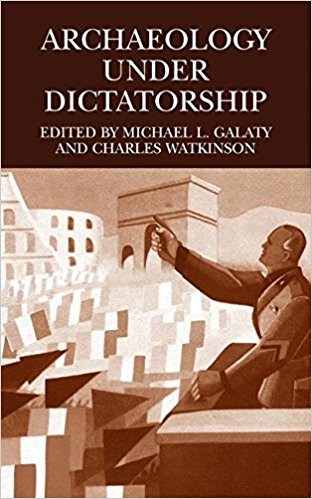 ARCHAEOLOGY
UNDER
DICTATORSHIP
EDITED BY MICHAEL L. GALATY
AND CHARLES WATKINSON